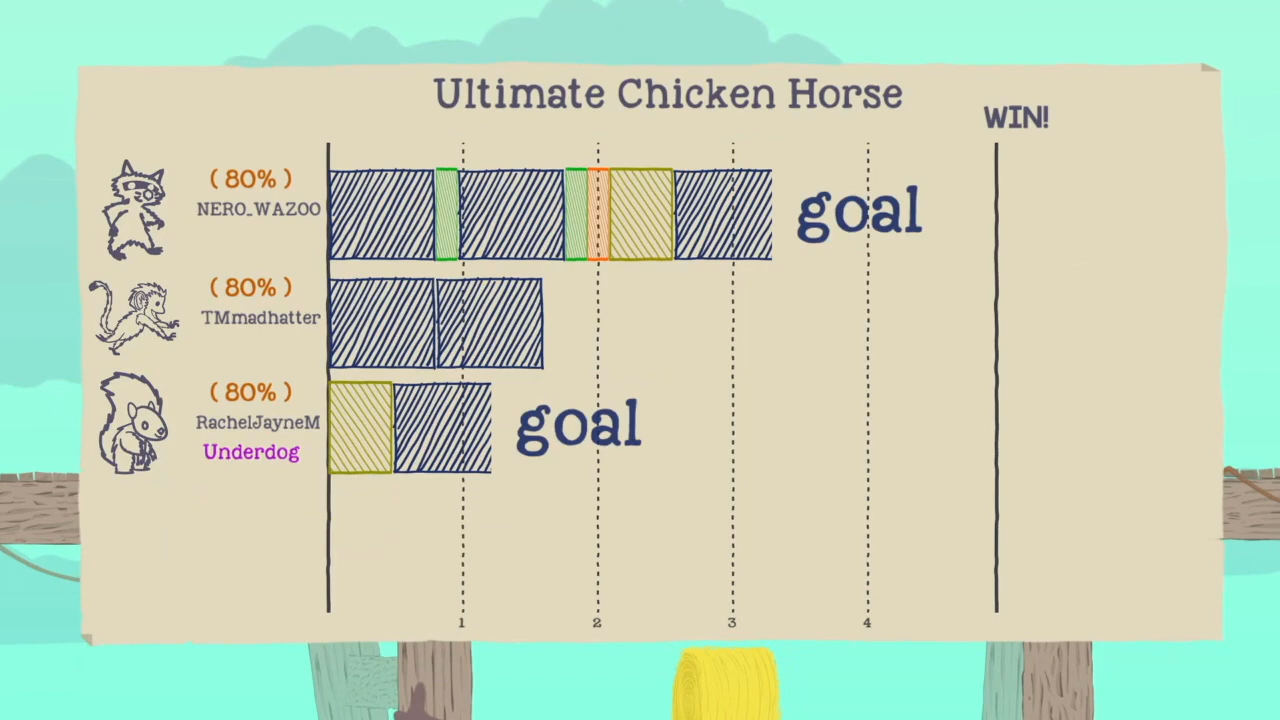 Ultimate Chicken Horse
WIN!
( 80% )
NERO_WAZOO
goal
( 80% )
TMmadhatter
( 80% )
RachelJayneM
Underdog
goal
1 2 3 4